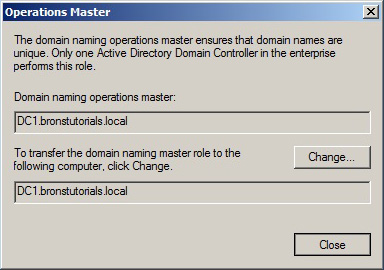 Operations Master
The domain naming operations master ensures that domain names are
unique. Only one Active Directory Domain Controller in the enterprise
performs this role.
Domain naming operations master:
DC1.bronstutorials.local
To transfer the domain naming master role to the
following computer, click Change.
Change...
DC1.bronstutorials.local
Close